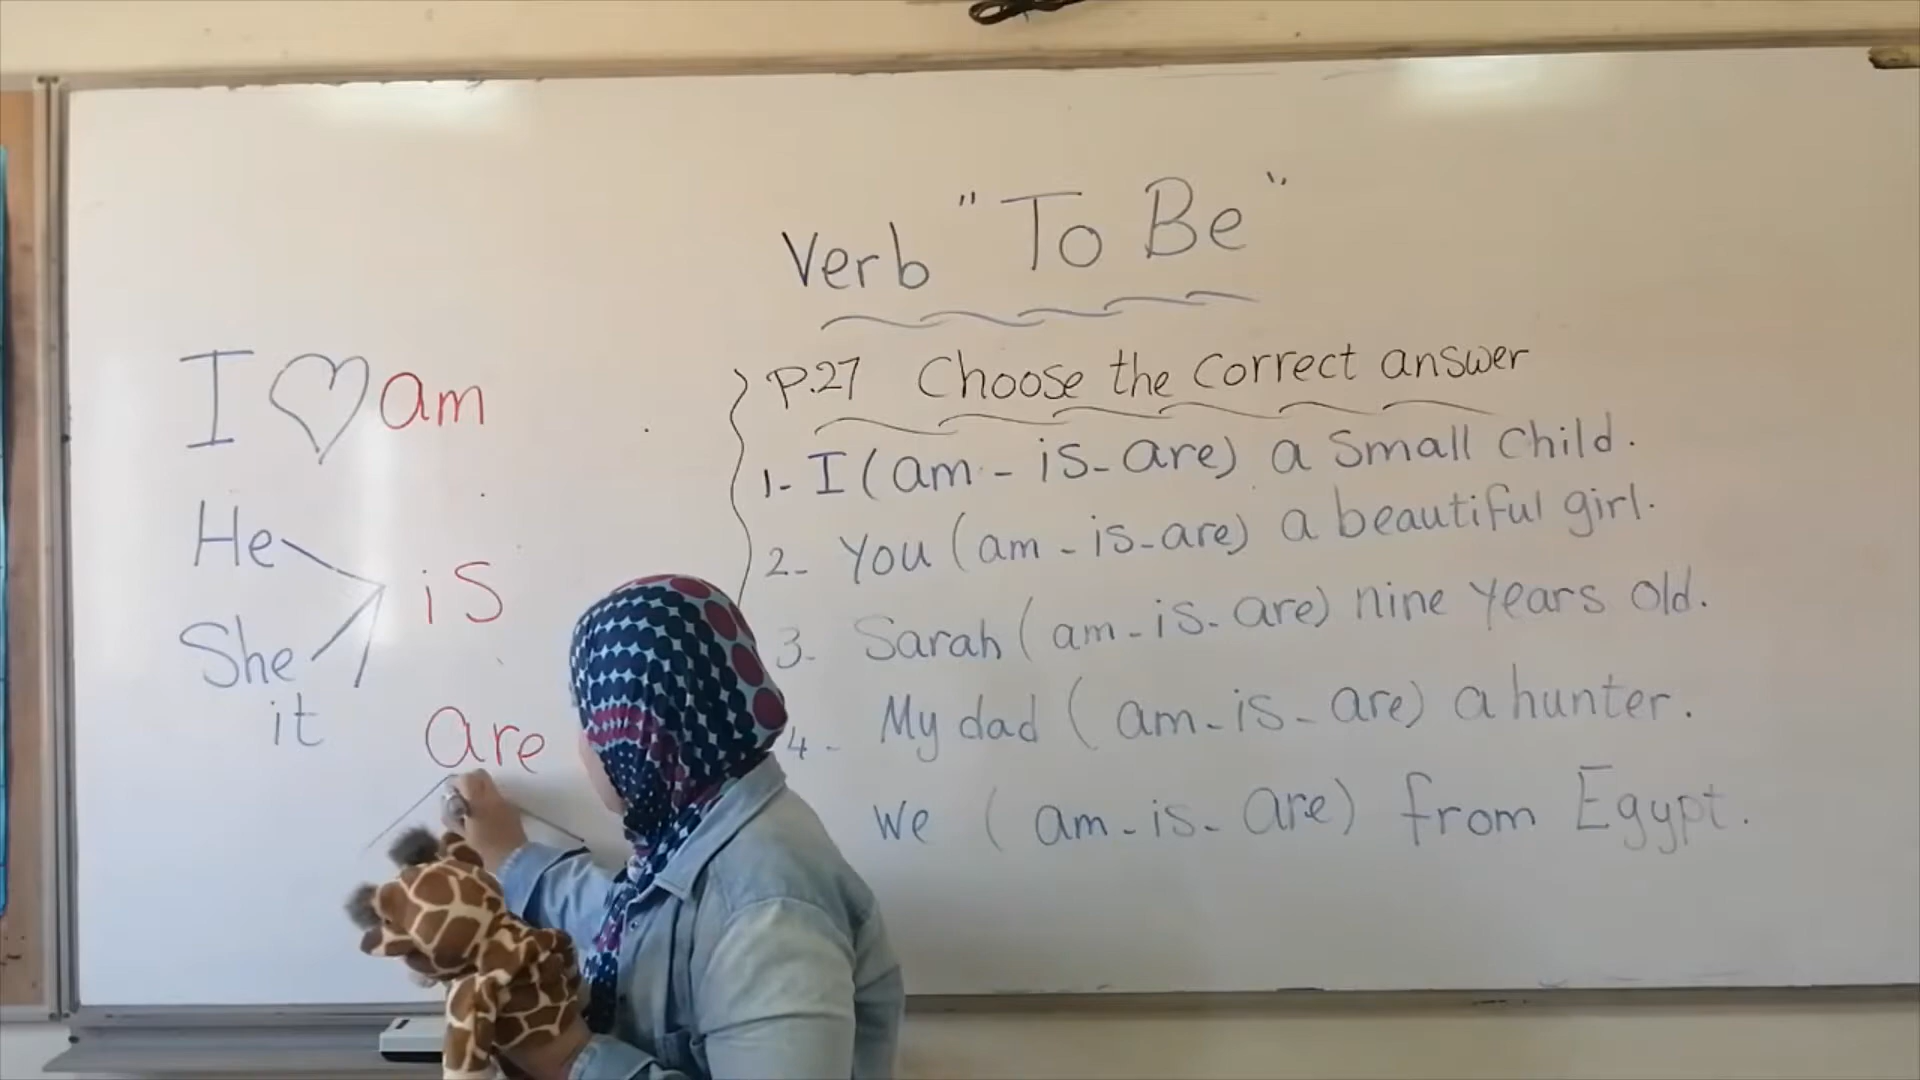 Verb "To Be"
I am
He
is
She
it
are
p.27 Choose the correct answer
1- I (am - is - are) a small child.
2- You (am - is - are) a beautiful girl.
3- Sarah (am - is - are) nine years old.
4- My dad (am - is - are) a hunter.
we (am - is - are) from Egypt.